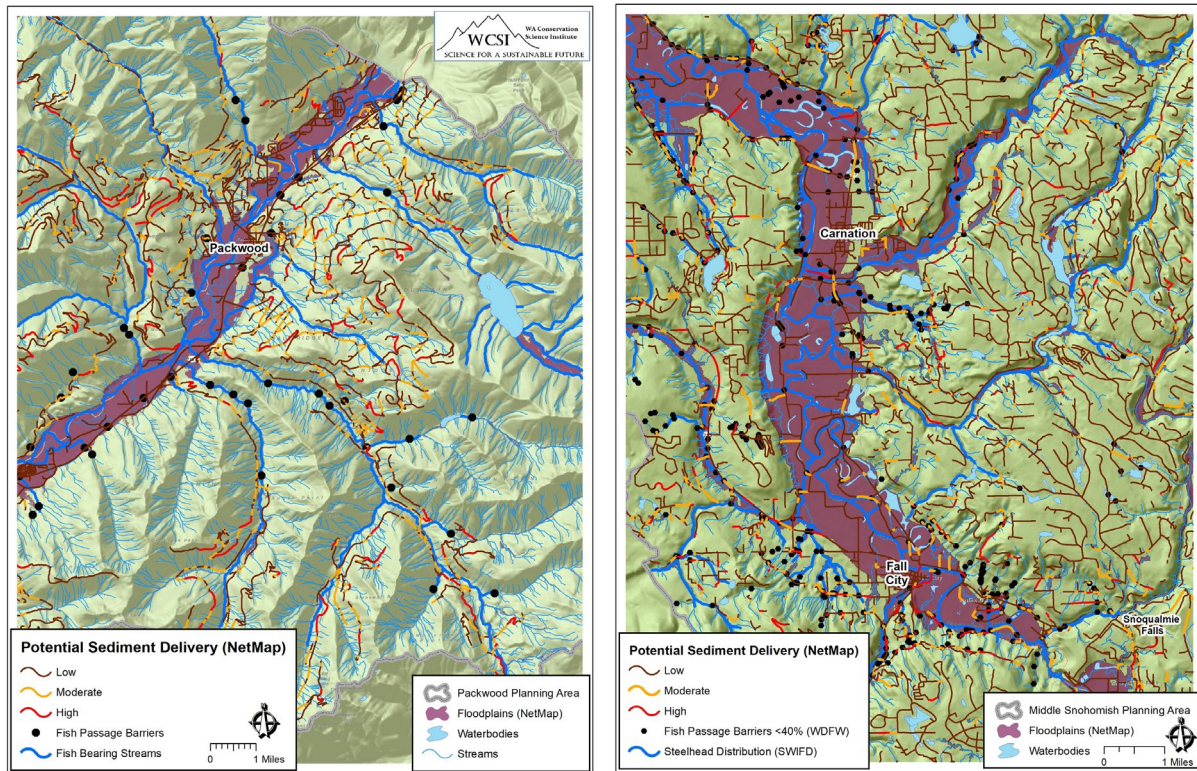 WCSI
WA Conservation
Science Institute
SCIENCE FOR A SUSTAINABLE FUTURE
Packwood
Potential Sediment Delivery (NetMap)
Low
Moderate
High
Fish Passage Barriers
Fish Bearing Streams
0
1 Miles
Packwood Planning Area
Floodplains (NetMap)
Waterbodies
Streams
Carnation
Fall
City
Snoqualmie
Falls
Potential Sediment Delivery (NetMap)
Low
Moderate
High
Fish Passage Barriers <40% (WDFW)
Steelhead Distribution (SWIFD)
Middle Snohomish Planning Area
Floodplains (NetMap)
Waterbodies
0
1 Miles